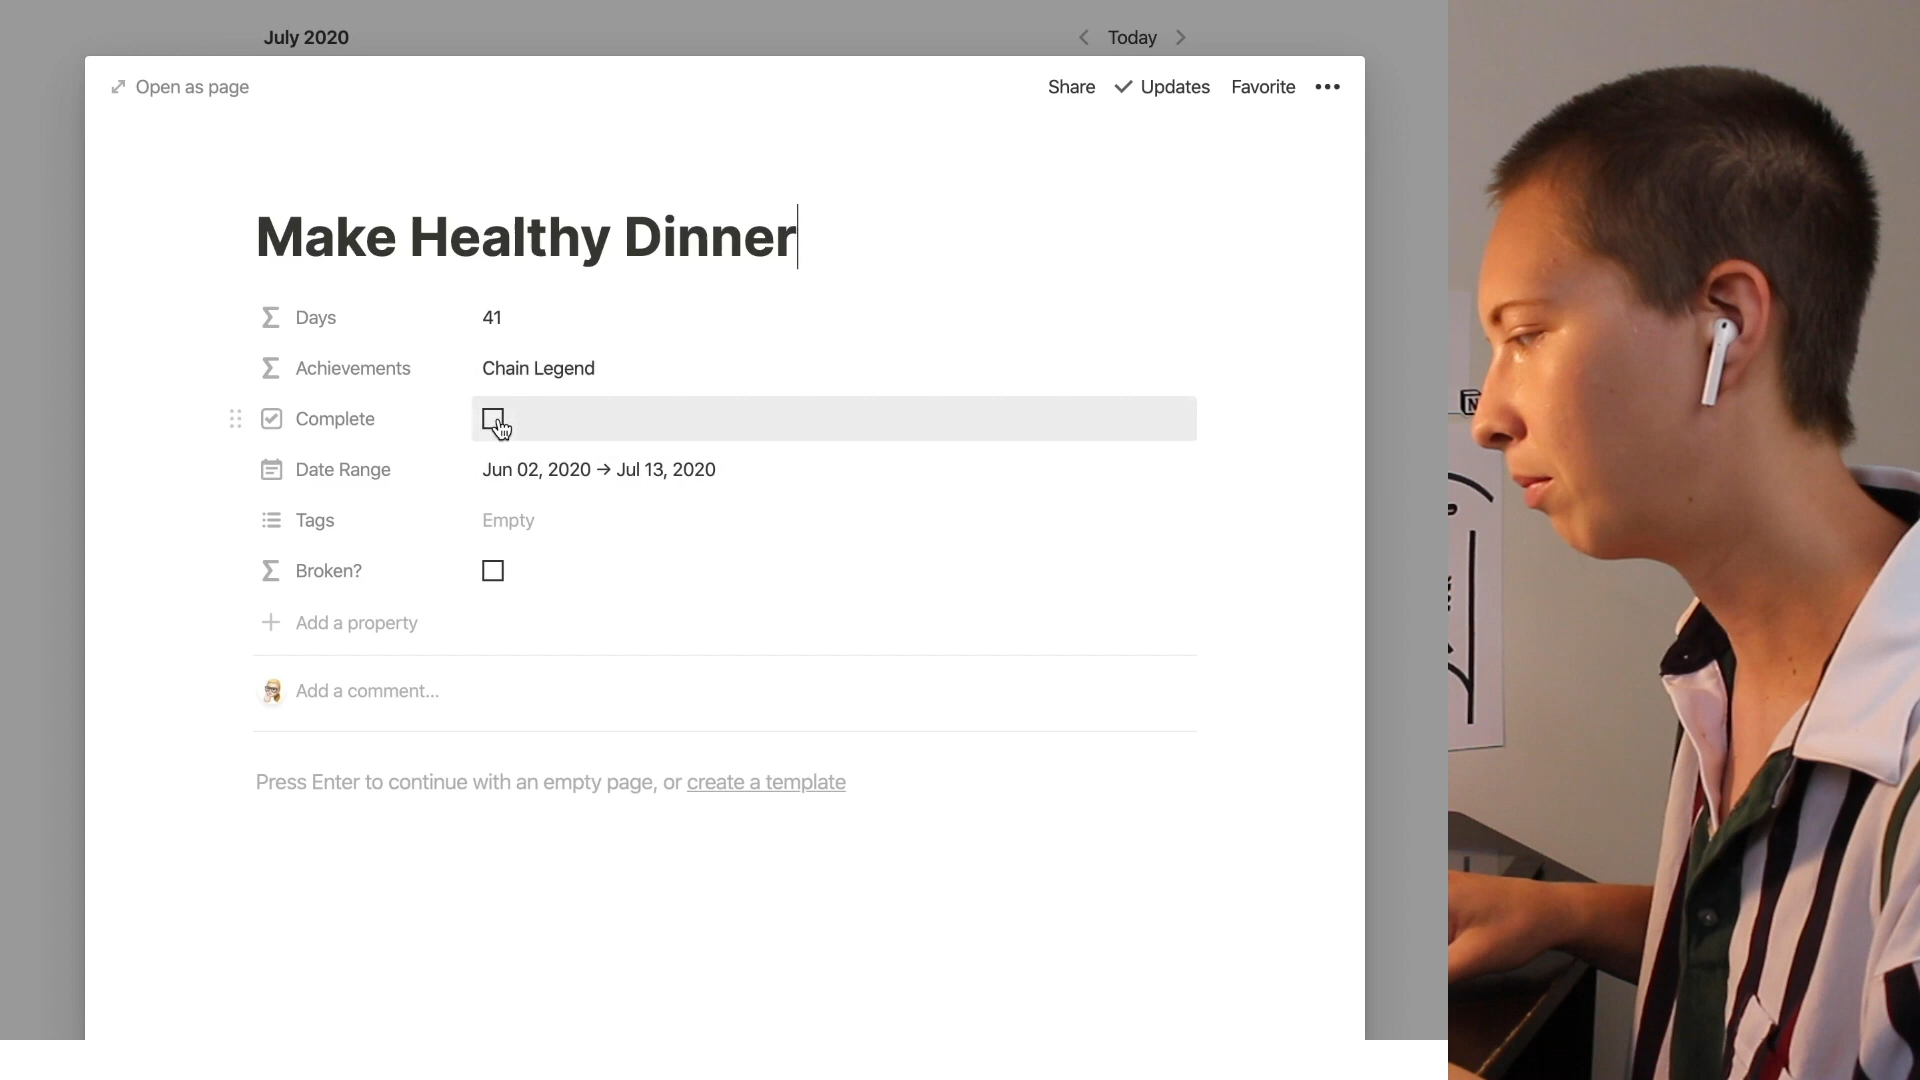 July 2020
Today
Open as page
Share
Updates
Favorite
Make Healthy Dinner
Days
41
Achievements
Chain Legend
Complete
Date Range
Jun 02, 2020 → Jul 13, 2020
Tags
Empty
Broken?
Add a property
Add a comment...
Press Enter to continue with an empty page, or create a template